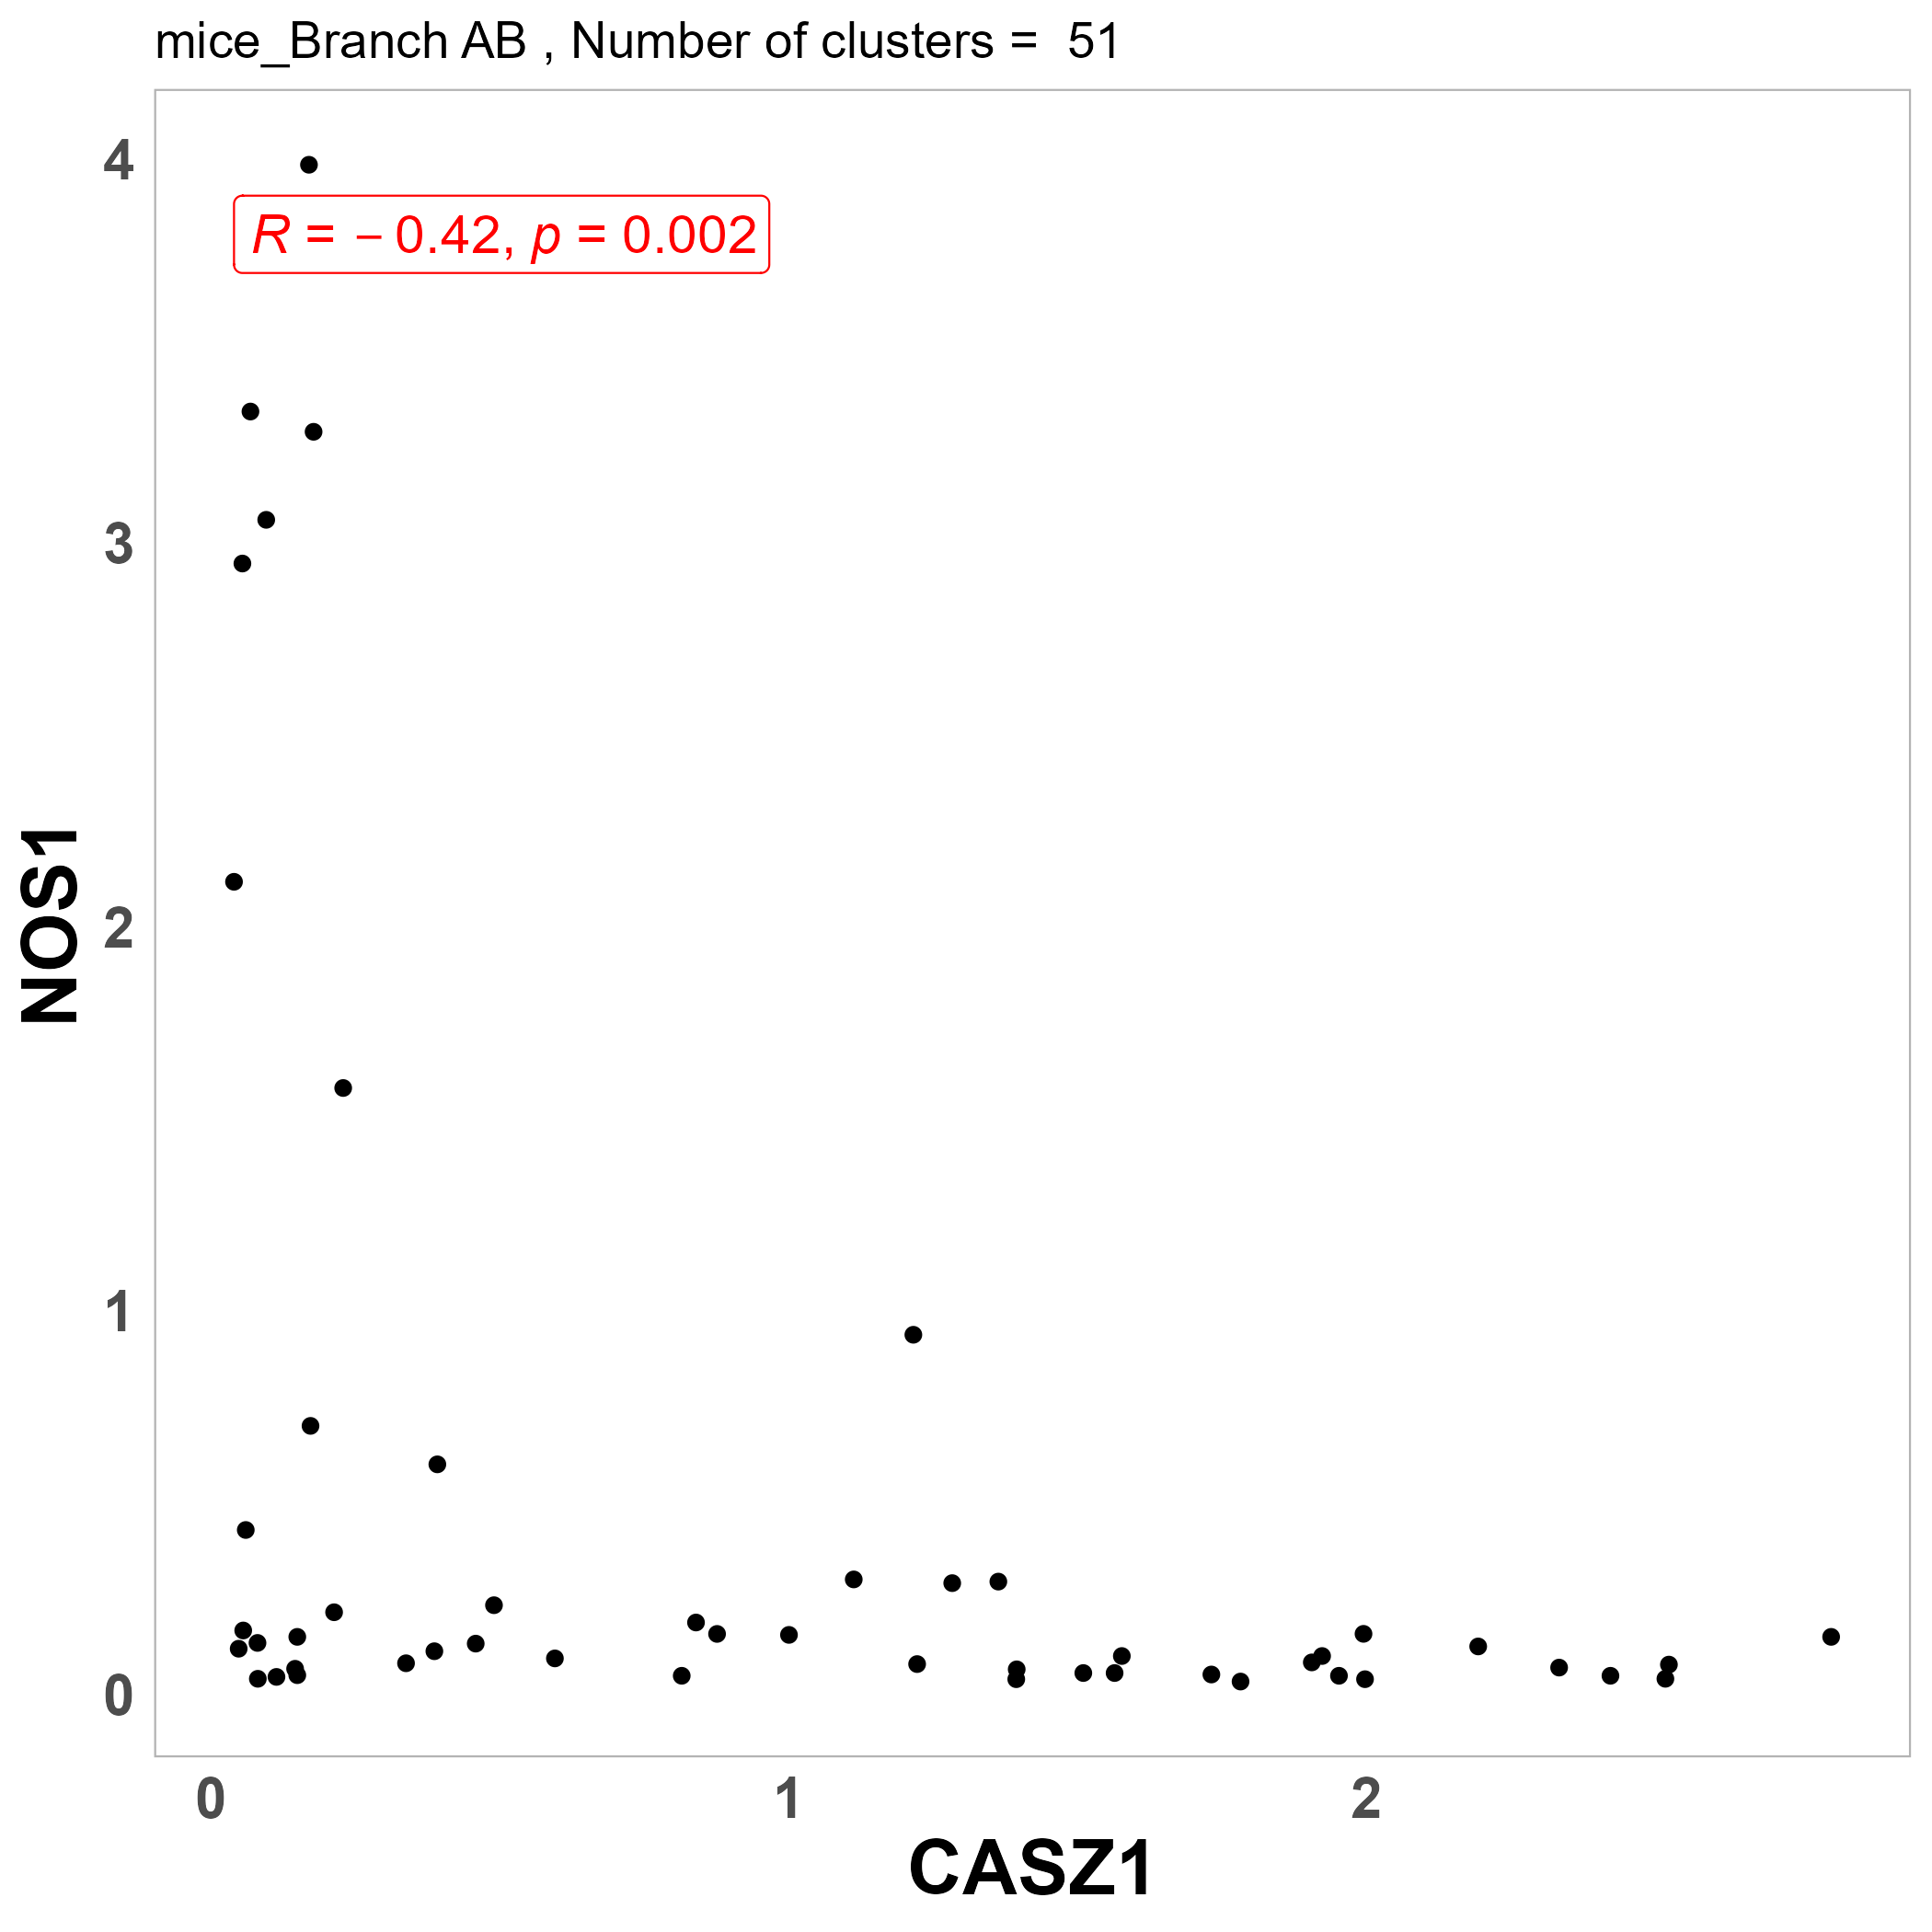 mice_Branch AB , Number of clusters =  51
4
R = − 0.42, p = 0.002
3
2
1
0
NOS1
0 1 2
CASZ1